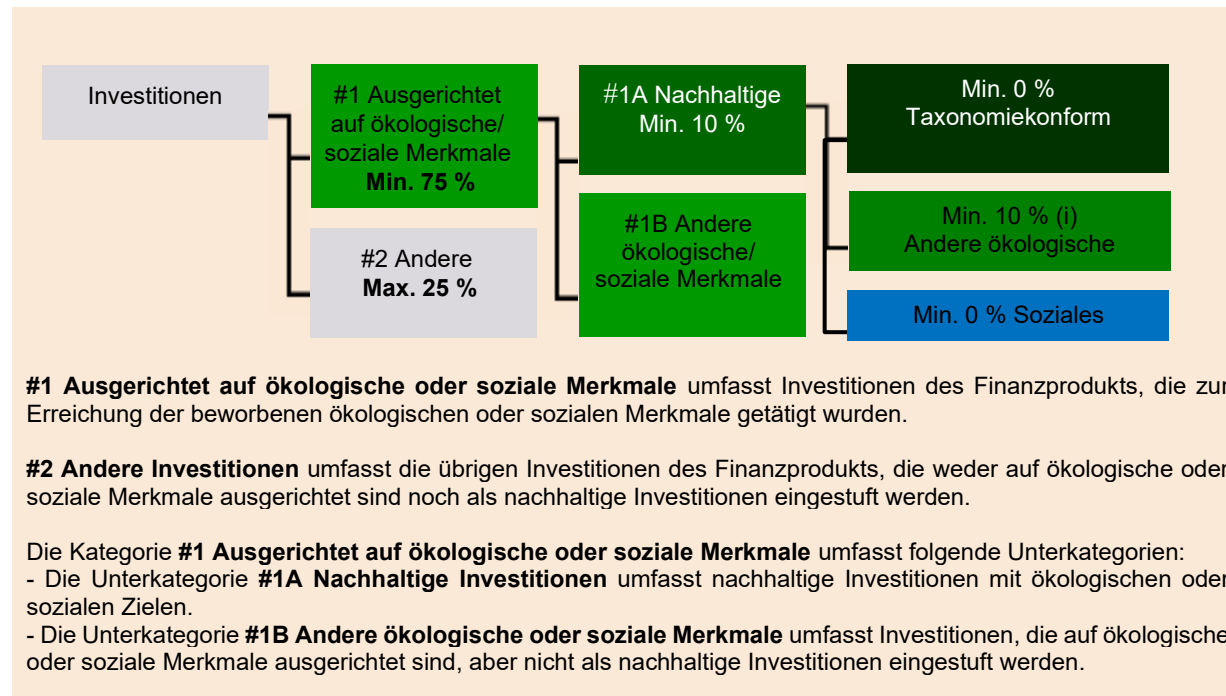 Investitionen
#1 Ausgerichtet
auf ökologische/
soziale Merkmale
Min. 75 %
#2 Andere
Max. 25 %
#1A Nachhaltige
Min. 10 %
#1B Andere
ökologische/
soziale Merkmale
Min. 0 %
Taxonomiekonform
Min. 10 % (i)
Andere ökologische
Min. 0 % Soziales
#1 Ausgerichtet auf ökologische oder soziale Merkmale umfasst Investitionen des Finanzprodukts, die zur
Erreichung der beworbenen ökologischen oder sozialen Merkmale getätigt wurden.
#2 Andere Investitionen umfasst die übrigen Investitionen des Finanzprodukts, die weder auf ökologische oder
soziale Merkmale ausgerichtet sind noch als nachhaltige Investitionen eingestuft werden.
Die Kategorie #1 Ausgerichtet auf ökologische oder soziale Merkmale umfasst folgende Unterkategorien:
- Die Unterkategorie #1A Nachhaltige Investitionen umfasst nachhaltige Investitionen mit ökologischen oder
sozialen Zielen.
- Die Unterkategorie #1B Andere ökologische oder soziale Merkmale umfasst Investitionen, die auf ökologische
oder soziale Merkmale ausgerichtet sind, aber nicht als nachhaltige Investitionen eingestuft werden.